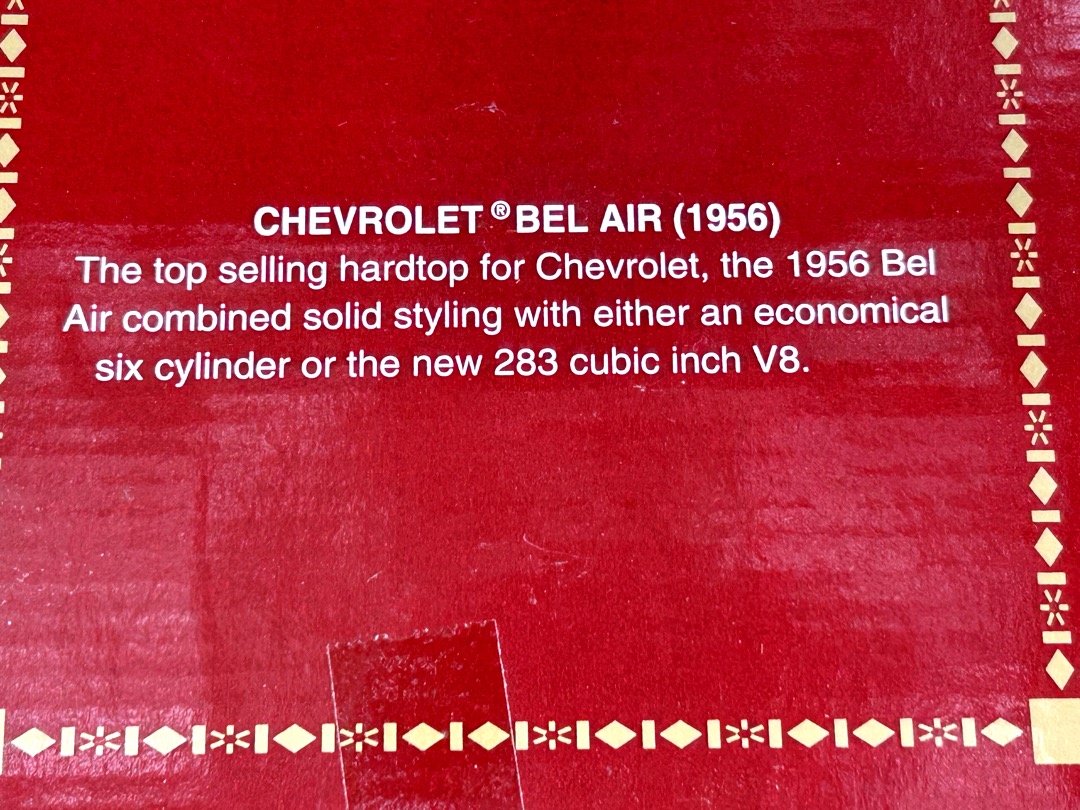 CHEVROLET® BEL AIR (1956)
The top selling hardtop for Chevrolet, the 1956 Bel
Air combined solid styling with either an economical
six cylinder or the new 283 cubic inch V8.